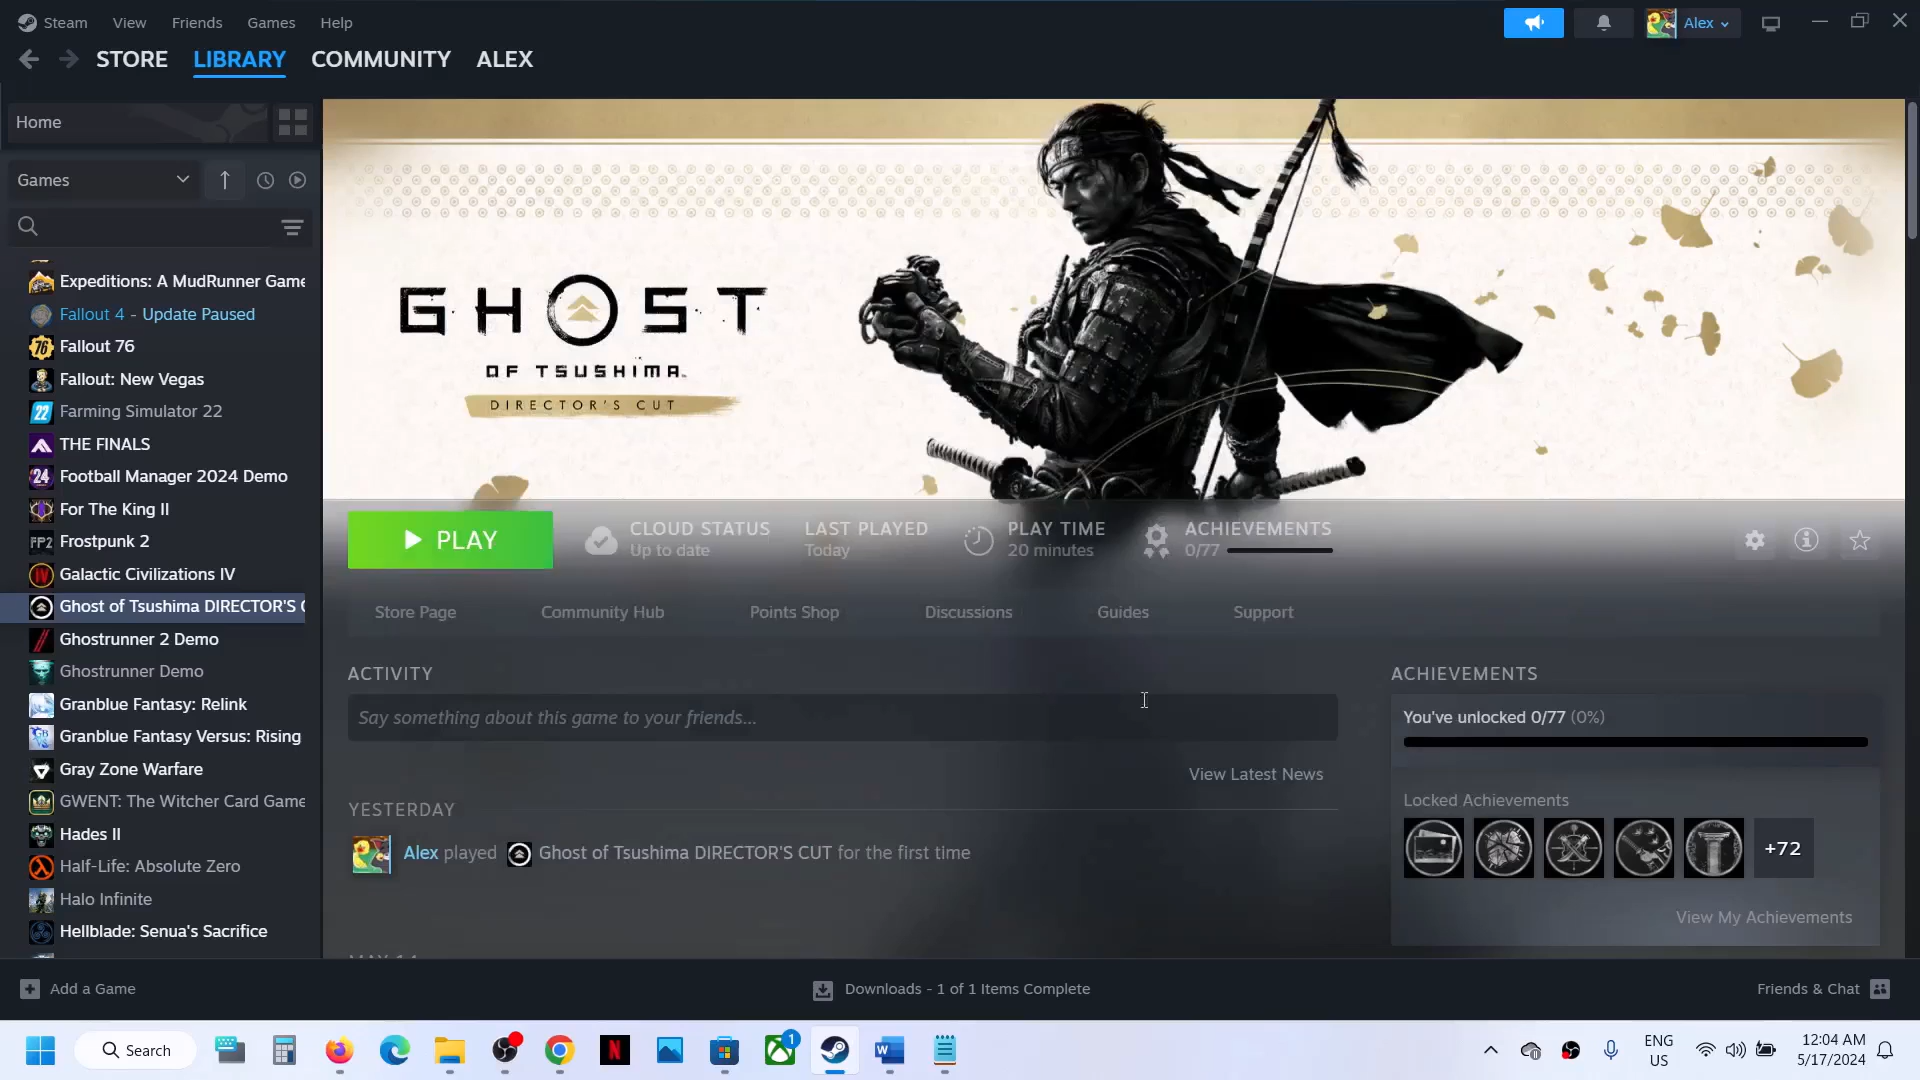 Steam View Friends Games Help
Alex
STORE LIBRARY COMMUNITY ALEX
Home
Games
Expeditions: A MudRunner Game
Fallout 4 - Update Paused
Fallout 76
Fallout: New Vegas
Farming Simulator 22
THE FINALS
Football Manager 2024 Demo
For The King II
Frostpunk 2
Galactic Civilizations IV
Ghost of Tsushima DIRECTOR'S C
Ghostrunner 2 Demo
Ghostrunner Demo
Granblue Fantasy: Relink
Granblue Fantasy Versus: Rising
Gray Zone Warfare
GWENT: The Witcher Card Game
Hades II
Half-Life: Absolute Zero
Halo Infinite
Hellblade: Senua's Sacrifice
GHOST
OF TSUSHIMA
DIRECTOR'S CUT
PLAY
CLOUD STATUS
Up to date
LAST PLAYED
Today
PLAY TIME
20 minutes
ACHIEVEMENTS
0/77
Store Page Community Hub Points Shop Discussions Guides Support
ACTIVITY
Say something about this game to your friends...
View Latest News
YESTERDAY
Alex played Ghost of Tsushima DIRECTOR'S CUT for the first time
MAY 14
ACHIEVEMENTS
You've unlocked 0/77 (0%)
Locked Achievements
+72
View My Achievements
Add a Game
Downloads - 1 of 1 Items Complete
Friends & Chat
Search
1
ENG
US
12:04 AM
5/17/2024